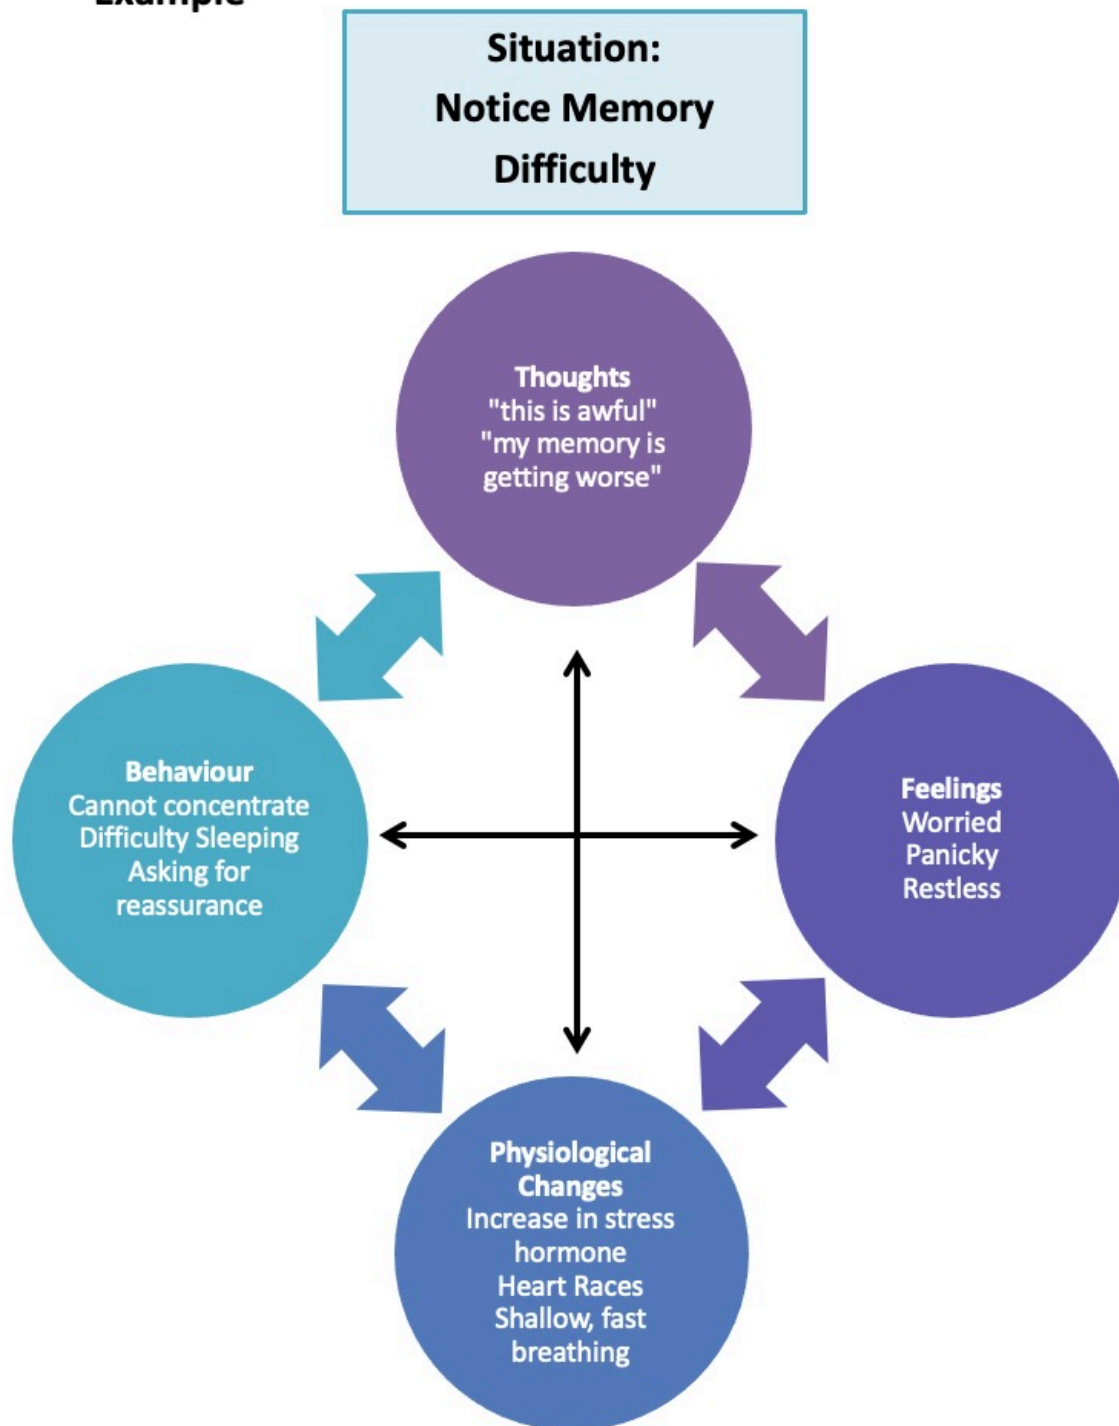 Example
Situation:
Notice Memory
Difficulty
Thoughts
"this is awful"
"my memory is
getting worse"
Behaviour
Cannot concentrate
Difficulty Sleeping
Asking for
reassurance
Feelings
Worried
Panicky
Restless
Physiological
Changes
Increase in stress
hormone
Heart Races
Shallow, fast
breathing